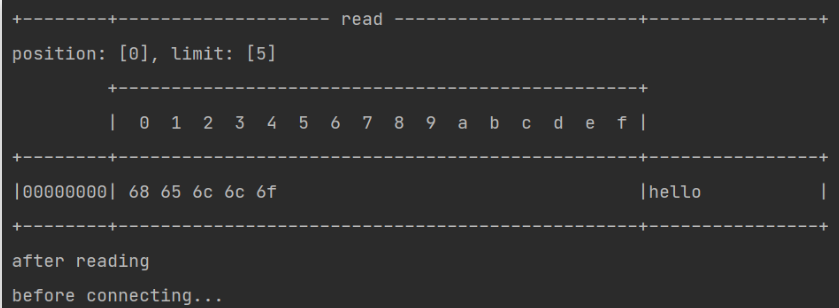 +--------+-------------------- read -----------------------+----------------+
position: [0], limit: [5]
         +-------------------------------------------------+
         |  0  1  2  3  4  5  6  7  8  9  a  b  c  d  e  f |
+--------+-------------------------------------------------+----------------+
|00000000| 68 65 6c 6c 6f                                  |hello           |
+--------+-------------------------------------------------+----------------+
after reading
before connecting...